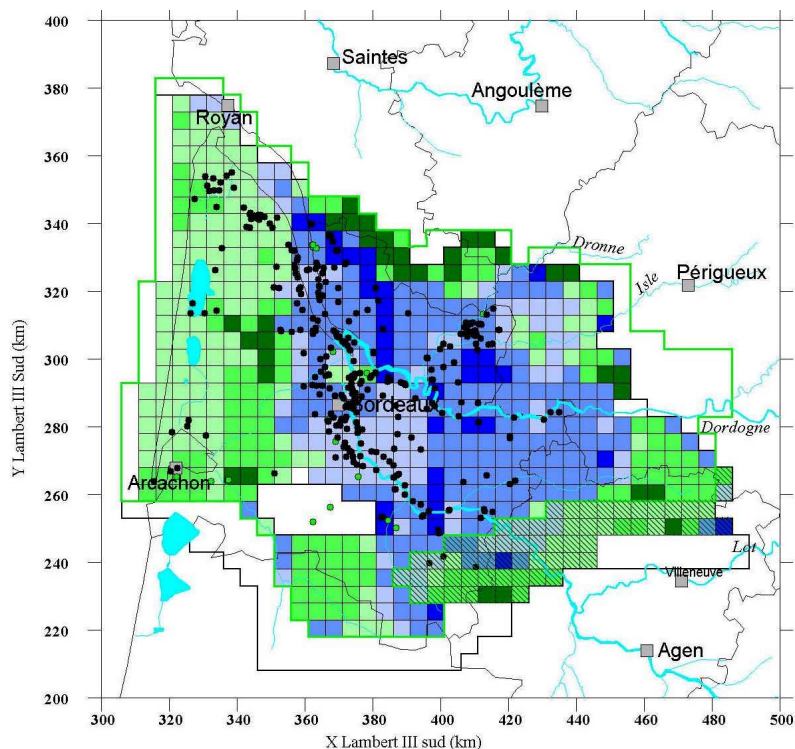 400
380
360
340
320
300
280
260
240
220
200
Y Lambert III Sud (km)
Saintes
Angoulême
Royan
Dronne
Isle
Périgueux
Bordeaux
Dordogne
Arcachon
Lot
Villeneuve
Agen
300 320 340 360 380 400 420 440 460 480 500
X Lambert III sud (km)